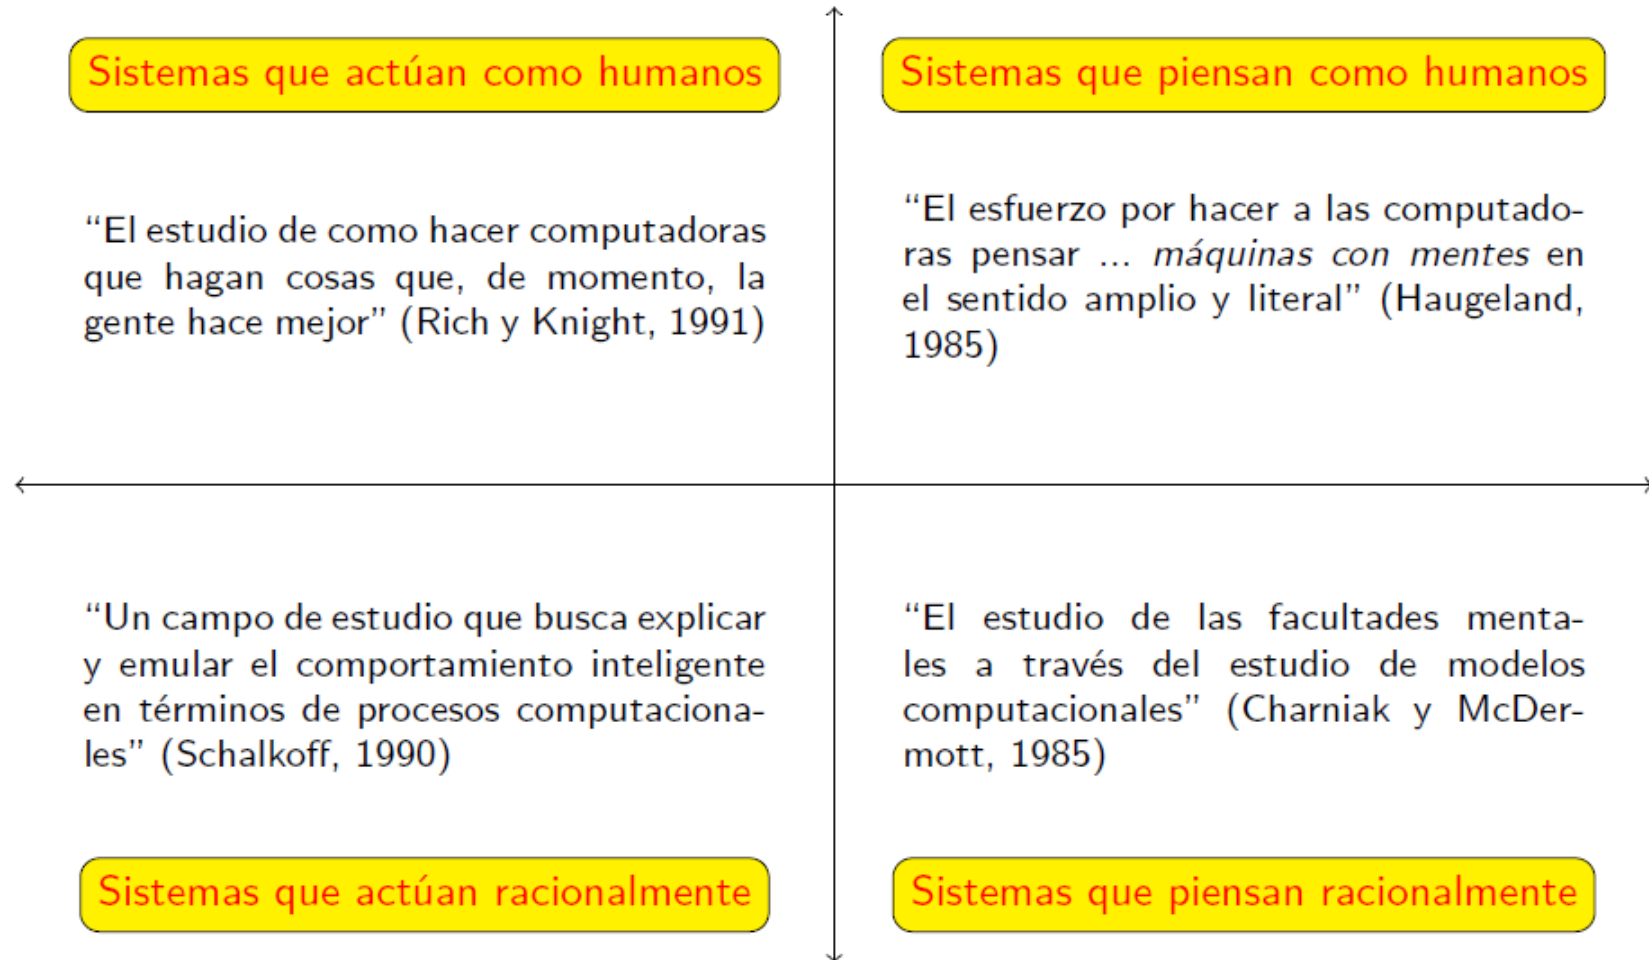 Sistemas que actúan como humanos
Sistemas que piensan como humanos
“El estudio de como hacer computadoras
que hagan cosas que, de momento, la
gente hace mejor” (Rich y Knight, 1991)
“El esfuerzo por hacer a las computado-
ras pensar ... máquinas con mentes en
el sentido amplio y literal” (Haugeland,
1985)
“Un campo de estudio que busca explicar
y emular el comportamiento inteligente
en términos de procesos computaciona-
les” (Schalkoff, 1990)
“El estudio de las facultades menta-
les a través del estudio de modelos
computacionales” (Charniak y McDer-
mott, 1985)
Sistemas que actúan racionalmente
Sistemas que piensan racionalmente